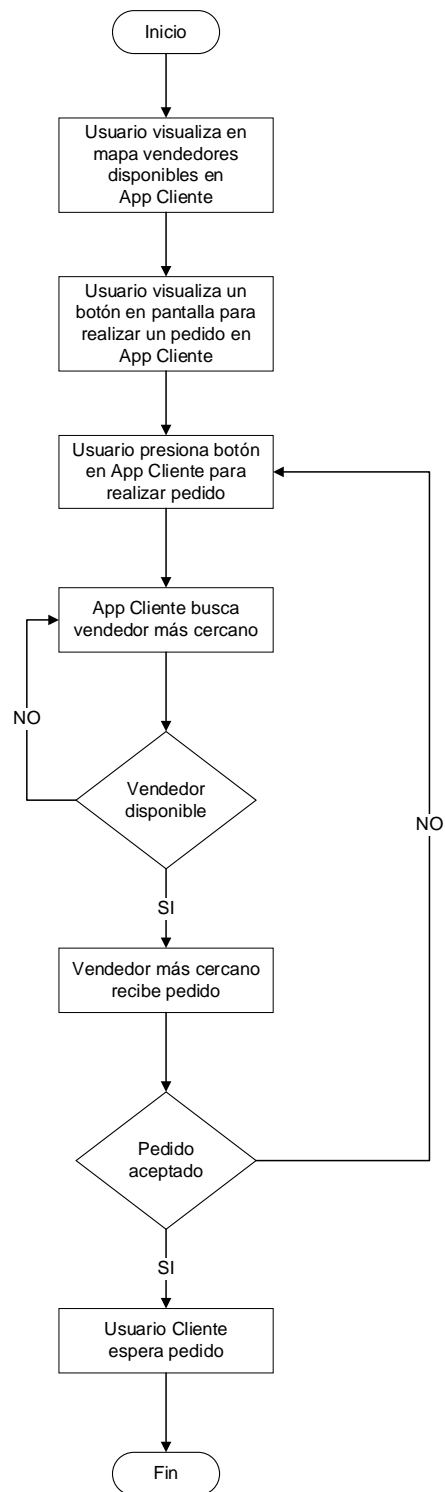 Inicio
Usuario visualiza en
mapa vendedores
disponibles en
App Cliente
Usuario visualiza un
botón en pantalla para
realizar un pedido en
App Cliente
Usuario presiona botón
en App Cliente para
realizar pedido
App Cliente busca
vendedor más cercano
NO
Vendedor
disponible
NO
SI
Vendedor más cercano
recibe pedido
Pedido
aceptado
SI
Usuario Cliente
espera pedido
Fin